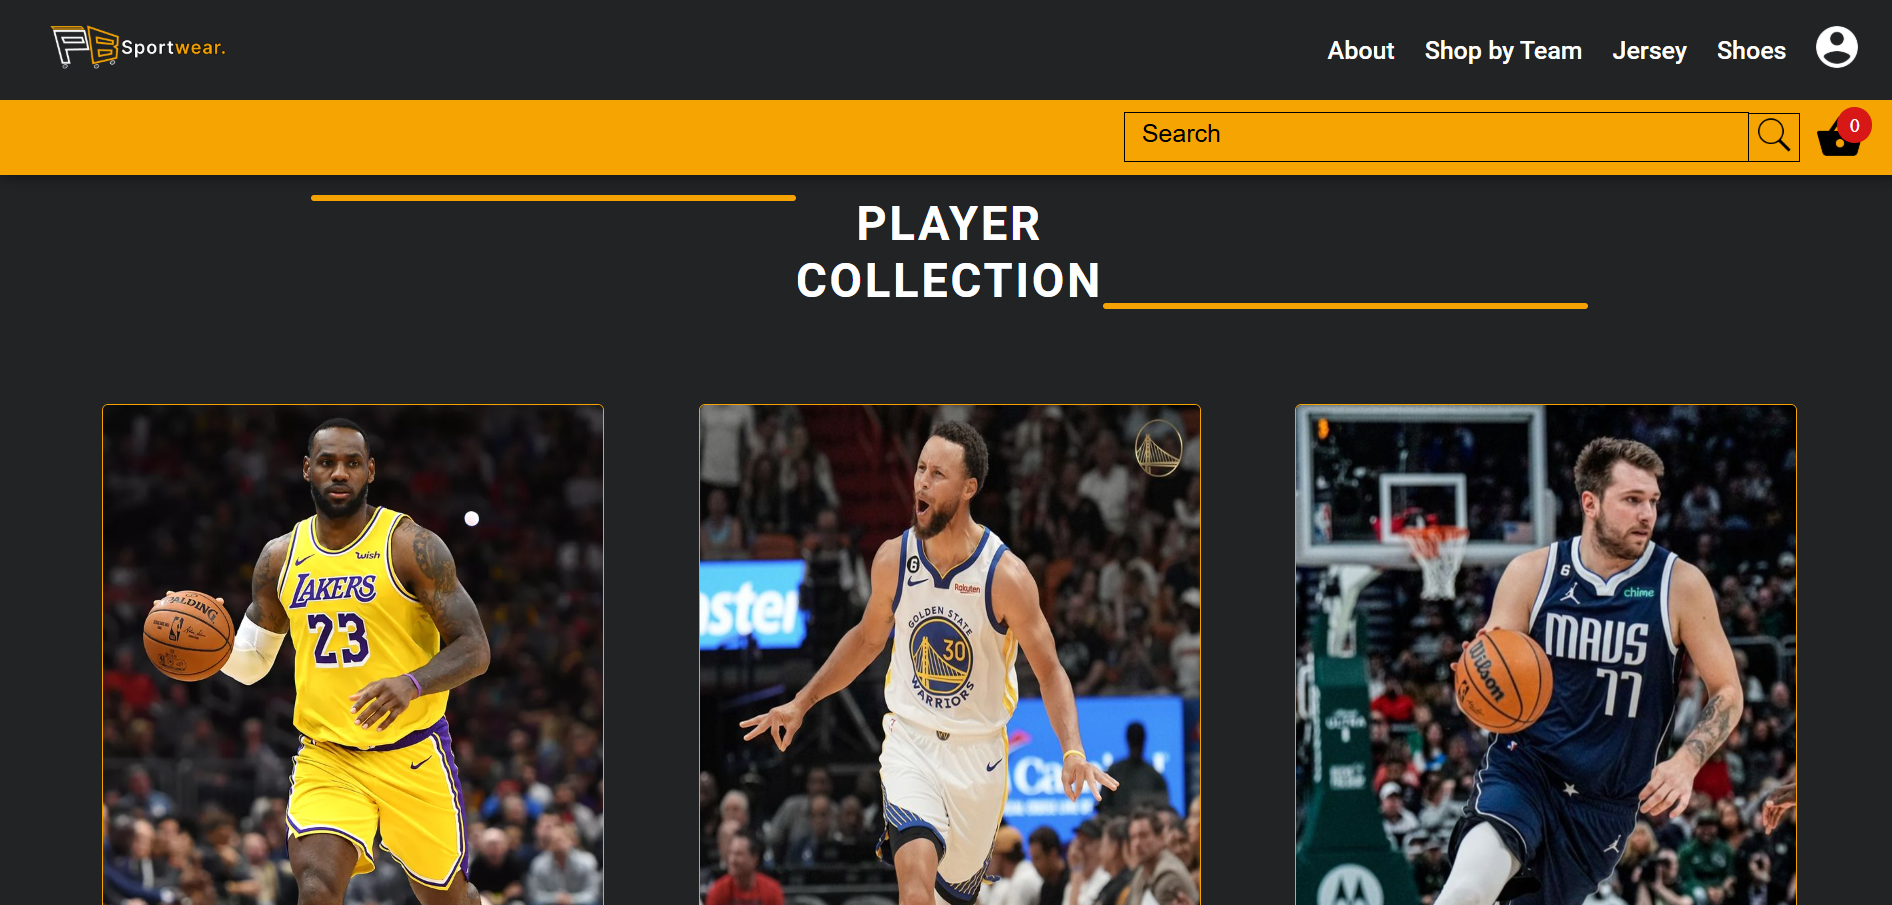 PB Sportwear.
About
Shop by Team
Jersey
Shoes
Search
0
PLAYER
COLLECTION
wish
LAKERS
23
SPALDING
6
Rakuten
GOLDEN STATE
30
WARRIORS
6
chime
MAVS
77
Wilson